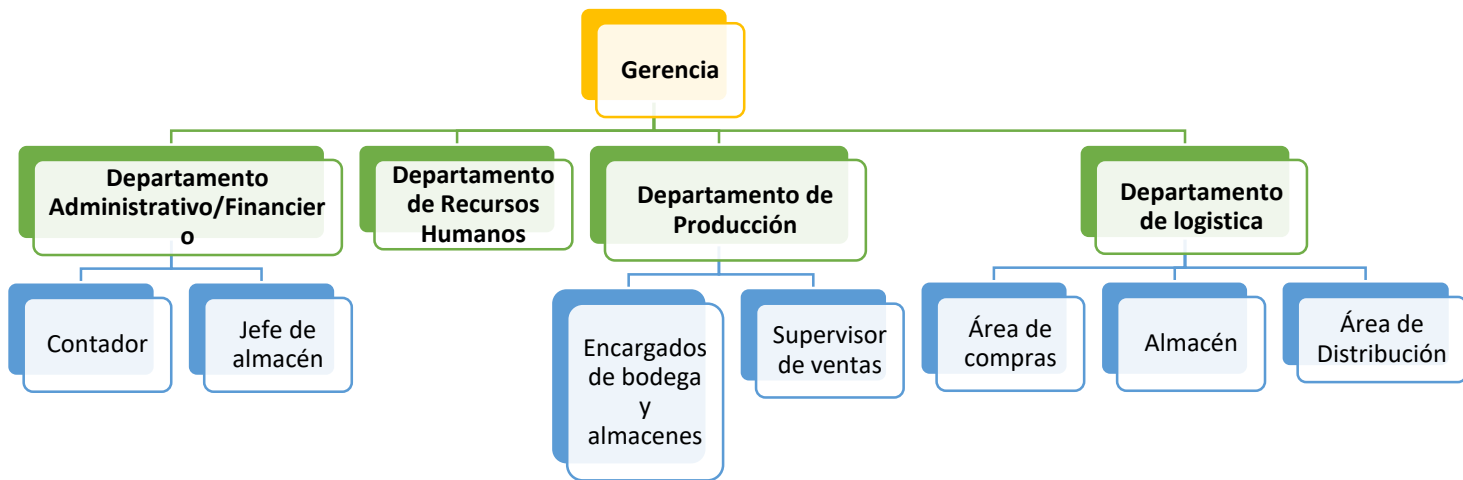 Gerencia
Departamento
Administrativo/Financier
o
Departamento
de Recursos
Humanos
Departamento de
Producción
Departamento
de logistica
Contador
Jefe de
almacén
Encargados
de bodega
y
almacenes
Supervisor
de ventas
Área de
compras
Almacén
Área de
Distribución